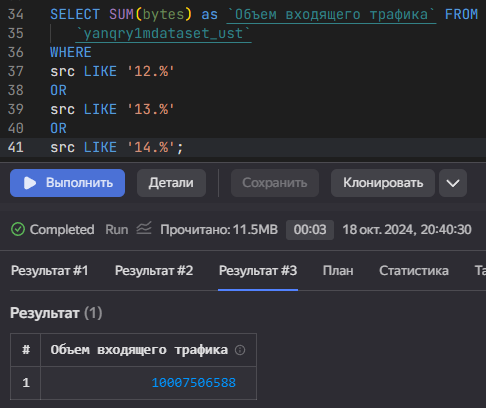 34 SELECT SUM(bytes) as `Объем входящего трафика` FROM
35 `yanqry1mdataset_ust`
36 WHERE
37 src LIKE '12.%'
38 OR
39 src LIKE '13.%'
40 OR
41 src LIKE '14.%';
Выполнить Детали Сохранить Клонировать
Completed Run Прочитано: 11.5MB 00:03 18 окт. 2024, 20:40:30
Результат #1 Результат #2 Результат #3 План Статистика Та
Результат (1)
# Объем входящего трафика
1 10007506588